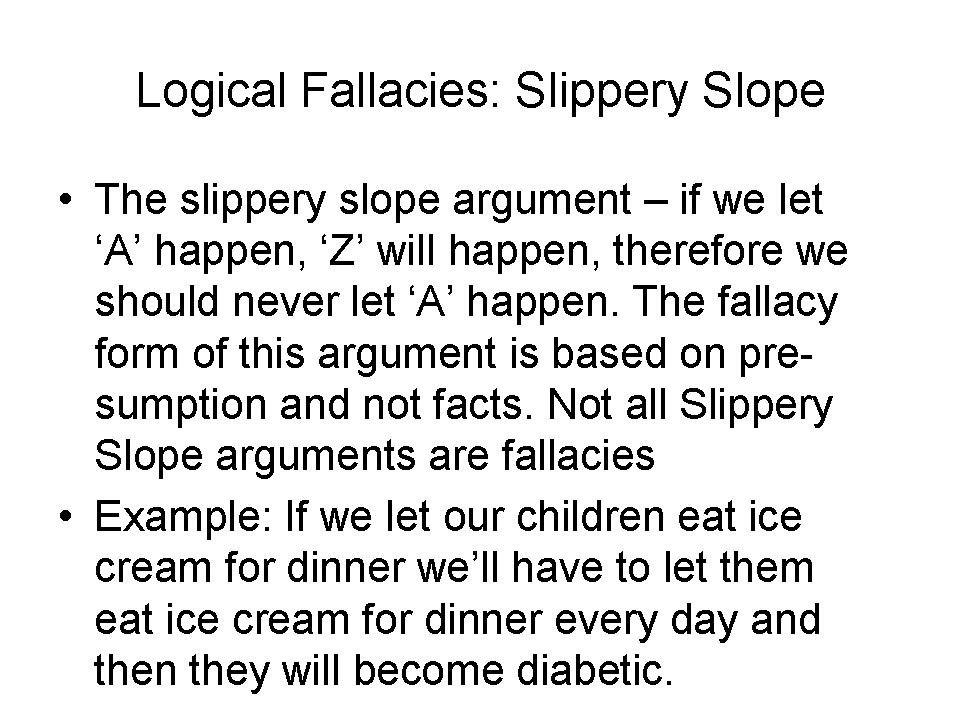 Logical Fallacies: Slippery Slope
• The slippery slope argument – if we let
‘A’ happen, ‘Z’ will happen, therefore we
should never let ‘A’ happen. The fallacy
form of this argument is based on pre-
sumption and not facts. Not all Slippery
Slope arguments are fallacies
• Example: If we let our children eat ice
cream for dinner we’ll have to let them
eat ice cream for dinner every day and
then they will become diabetic.